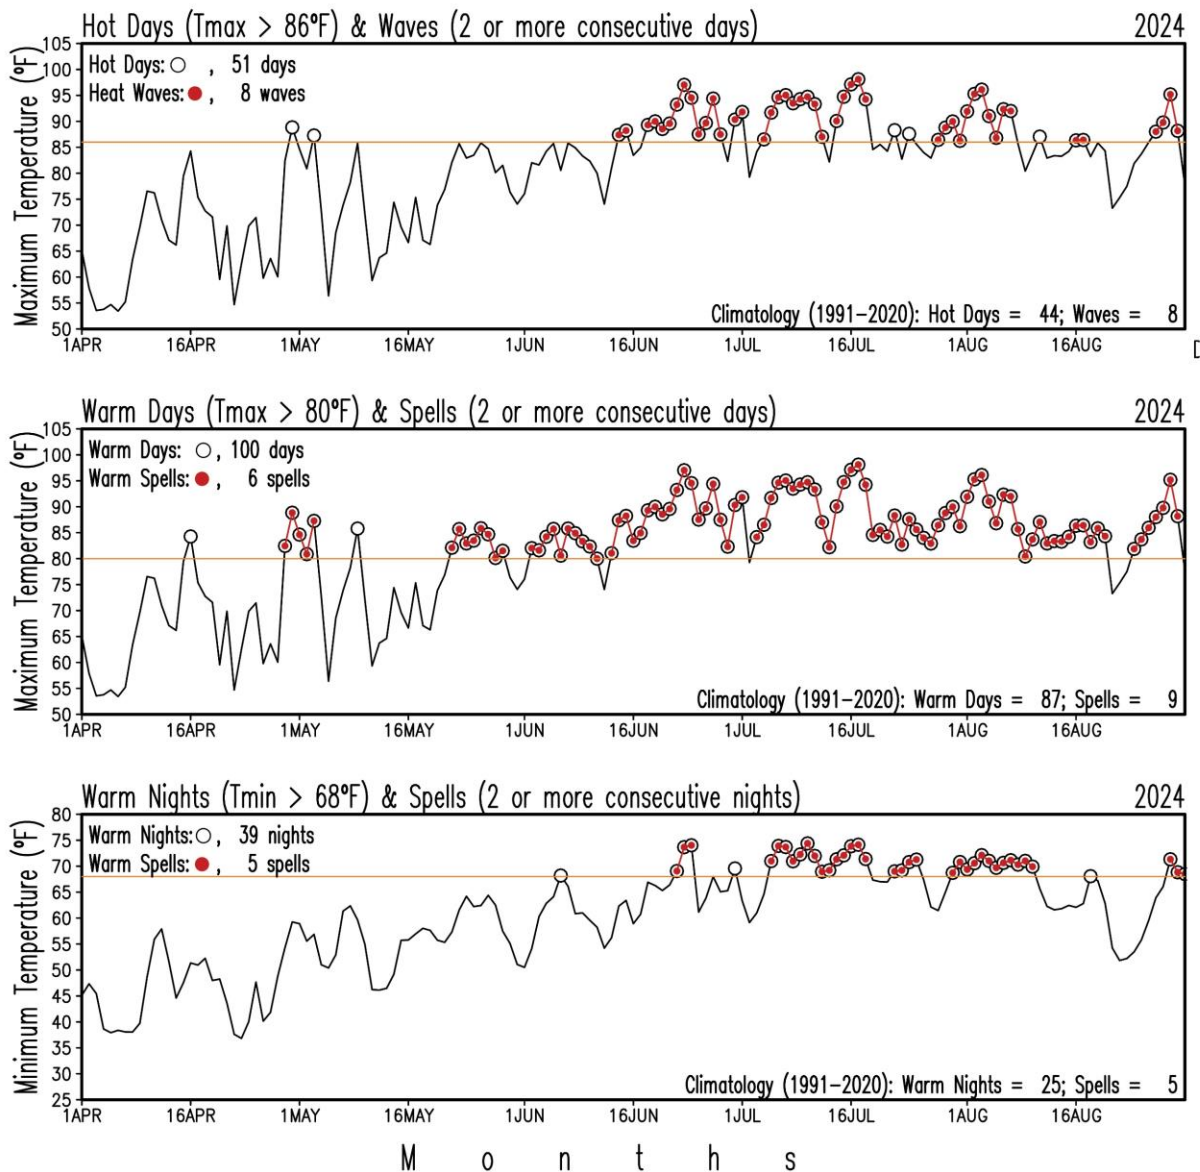 Hot Days (Tmax > 86ºF) & Waves (2 or more consecutive days) 2024
Maximum Temperature (ºF)
105
100
95
90
85
80
75
70
65
60
55
50
Hot Days: ○ , 51 days
Heat Waves: ● , 8 waves
Climatology (1991−2020): Hot Days = 44; Waves = 8
1APR 16APR 1MAY 16MAY 1JUN 16JUN 1JUL 16JUL 1AUG 16AUG
Warm Days (Tmax > 80ºF) & Spells (2 or more consecutive days) 2024
Maximum Temperature (ºF)
105
100
95
90
85
80
75
70
65
60
55
50
Warm Days: ○ , 100 days
Warm Spells: ● , 6 spells
Climatology (1991−2020): Warm Days = 87; Spells = 9
1APR 16APR 1MAY 16MAY 1JUN 16JUN 1JUL 16JUL 1AUG 16AUG
Warm Nights (Tmin > 68ºF) & Spells (2 or more consecutive nights) 2024
Minimum Temperature (ºF)
80
75
70
65
60
55
50
45
40
35
30
25
Warm Nights: ○ , 39 nights
Warm Spells: ● , 5 spells
Climatology (1991−2020): Warm Nights = 25; Spells = 5
1APR 16APR 1MAY 16MAY 1JUN 16JUN 1JUL 16JUL 1AUG 16AUG
M o n t h s